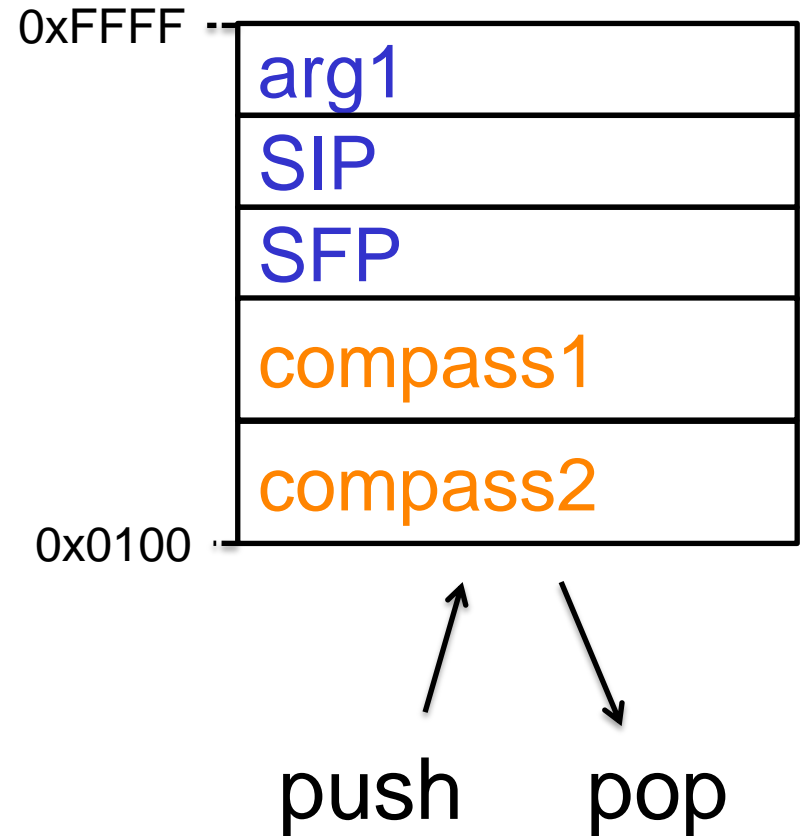 0xFFFF
arg1
SIP
SFP
compass1
compass2
0x0100
push pop